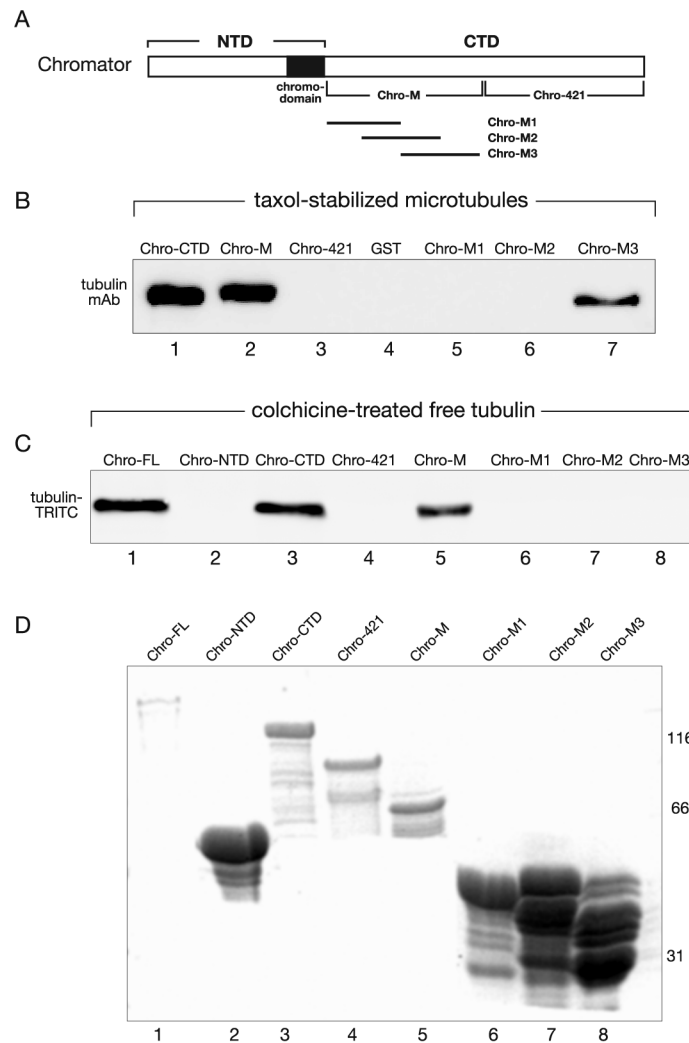 A
NTD CTD
Chromator
chromo-
domain Chro-M Chro-421
Chro-M1
Chro-M2
Chro-M3
B
taxol-stabilized microtubules
Chro-CTD Chro-M Chro-421 GST Chro-M1 Chro-M2 Chro-M3
tubulin
mAb
1 2 3 4 5 6 7
colchicine-treated free tubulin
C
Chro-FL Chro-NTD Chro-CTD Chro-421 Chro-M Chro-M1 Chro-M2 Chro-M3
tubulin-
TRITC
1 2 3 4 5 6 7 8
D
Chro-FL Chro-NTD Chro-CTD Chro-421 Chro-M Chro-M1 Chro-M2 Chro-M3
116
66
31
1 2 3 4 5 6 7 8